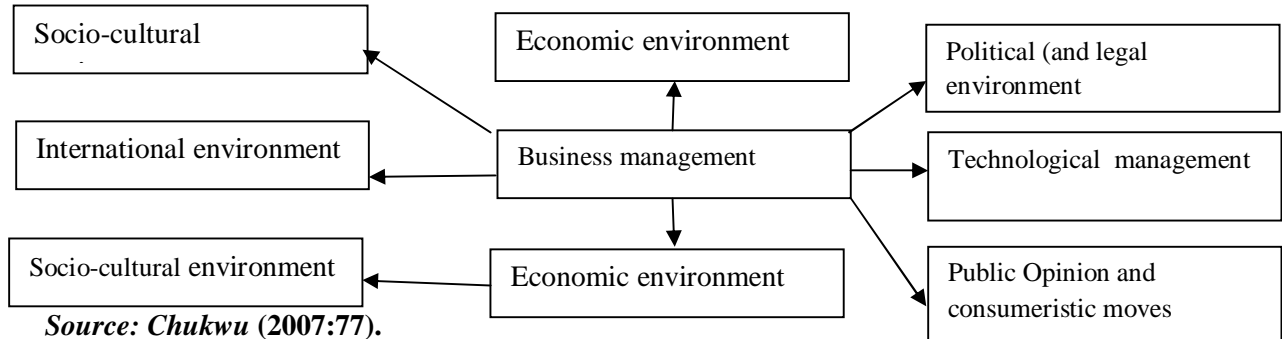 Socio-cultural
Economic environment
Political (and legal
environment
International environment
Business management
Technological management
Socio-cultural environment
Economic environment
Public Opinion and
consumeristic moves
Source: Chukwu (2007:77).